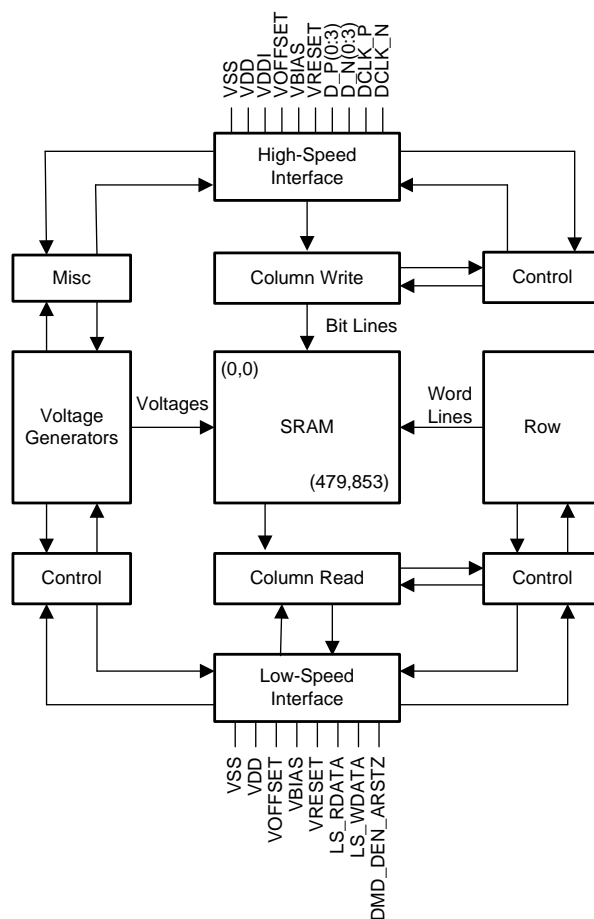 VSS
VDD
VDDI
VOFFSET
VBIAS
VRESET
D_P(0:3)
D_N(0:3)
DCLK_P
DCLK_N
High-Speed
Interface
Misc
Column Write
Control
Bit Lines
(0,0)
Voltage
Generators
Voltages
SRAM
Word
Lines
Row
(479,853)
Control
Column Read
Control
Low-Speed
Interface
VSS
VDD
VOFFSET
VBIAS
VRESET
LS_RDATA
LS_WDATA
DMD_DEN_ARSTZ